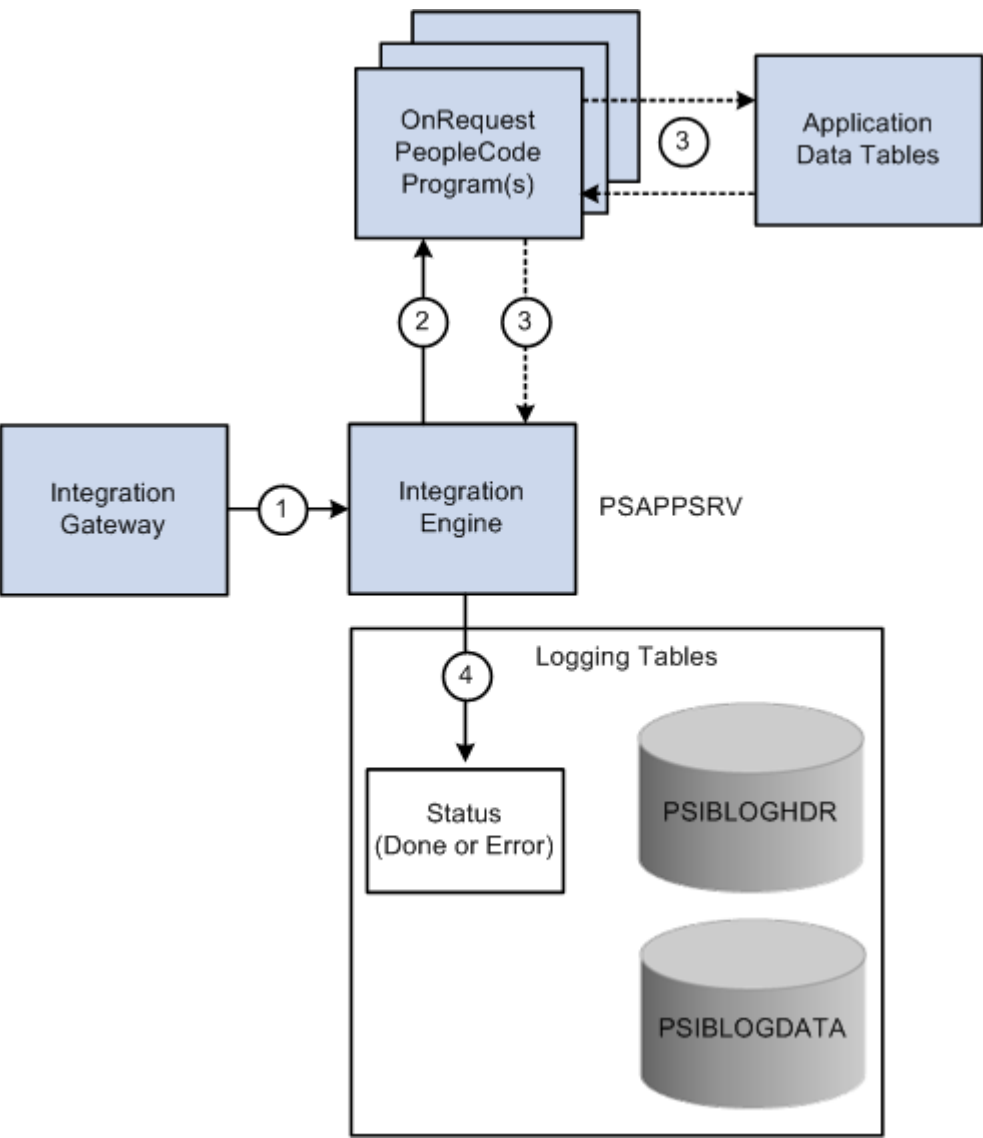 OnRequest
PeopleCode
Program(s)
3
Application
Data Tables
2
3
Integration
Gateway
1
Integration
Engine
PSAPPSRV
4
Logging Tables
Status
(Done or Error)
PSIBLOGHDR
PSIBLOGDATA